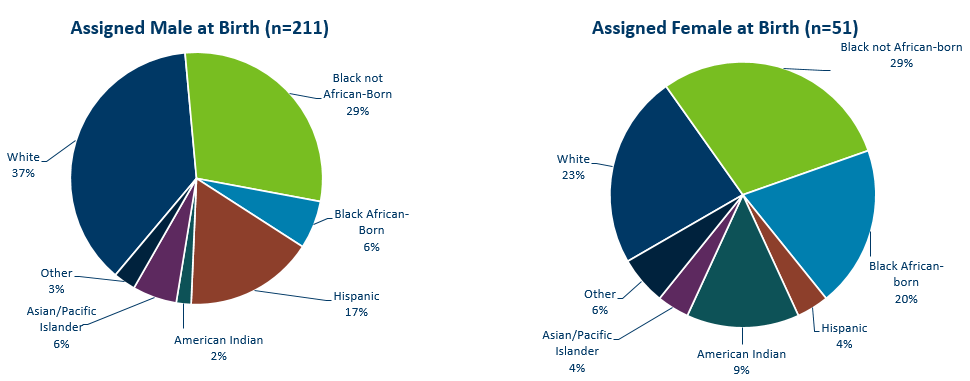 Assigned Male at Birth (n=211)
Black not
African-Born
29%
White
37%
Black African-
Born
6%
Other
3%
Hispanic
17%
Asian/Pacific
Islander
6%
American Indian
2%
Assigned Female at Birth (n=51)
Black not African-born
29%
White
23%
Black African-
born
20%
Other
6%
Hispanic
4%
Asian/Pacific
Islander
4%
American Indian
9%